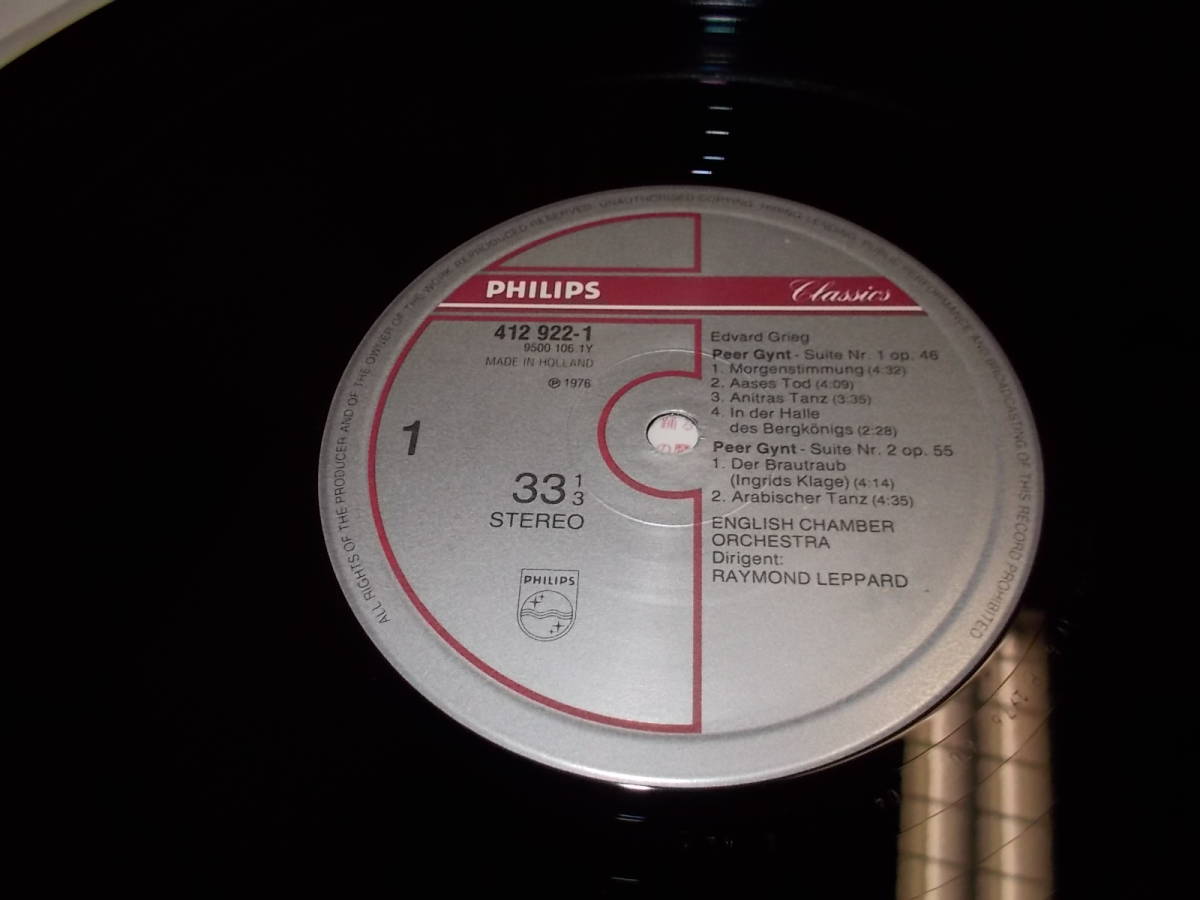 ALL RIGHTS OF THE PRODUCER AND OF THE OWNER OF THE WORK REPRODUCED RESERVED. UNAUTHORISED COPYING, HIRING, LENDING, PUBLIC PERFORMANCE AND BROADCASTING OF THIS RECORD PROHIBITED
PHILIPS Classics
412 922-1
9500 106 1Y
MADE IN HOLLAND
℗ 1976
1
33 1/3
STEREO
PHILIPS
Edvard Grieg
Peer Gynt - Suite Nr. 1 op. 46
1. Morgenstimmung (4:32)
2. Aases Tod (4:09)
3. Anitras Tanz (3:35)
4. In der Halle
des Bergkönigs (2:28)
Peer Gynt - Suite Nr. 2 op. 55
1. Der Brautraub
(Ingrids Klage) (4:14)
2. Arabischer Tanz (4:35)
ENGLISH CHAMBER
ORCHESTRA
Dirigent:
RAYMOND LEPPARD